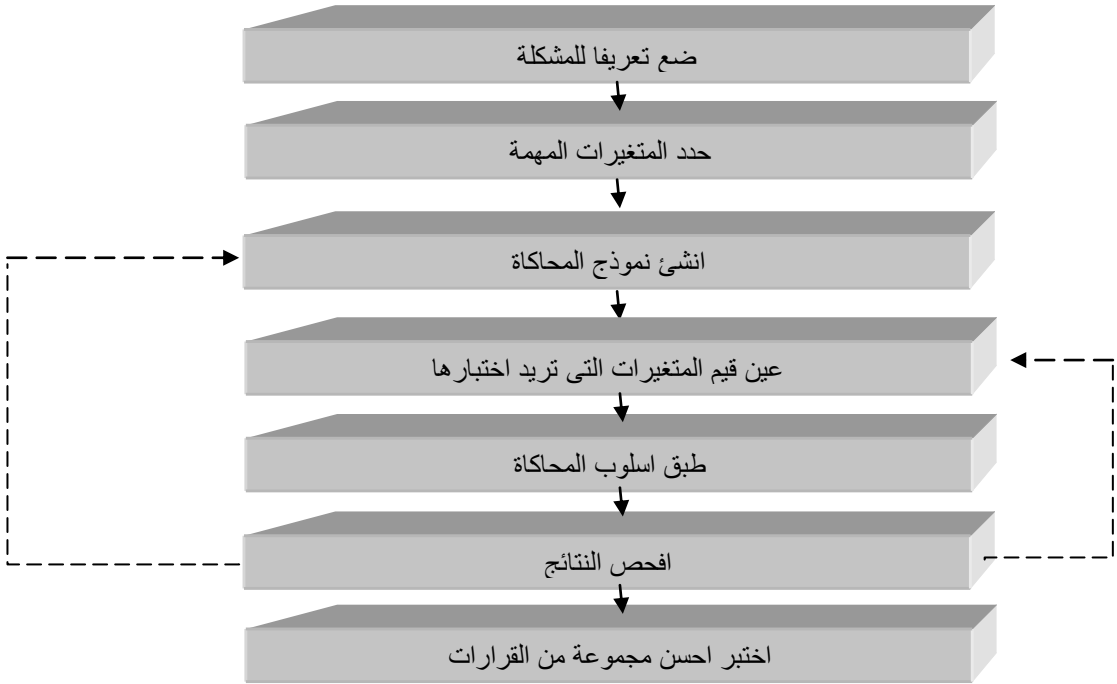 ضع تعريفا للمشكلة
حدد المتغيرات المهمة
انشئ نموذج المحاكاة
عين قيم المتغيرات التى تريد اختبارها
طبق اسلوب المحاكاة
افحص النتائج
اختبر احسن مجموعة من القرارات